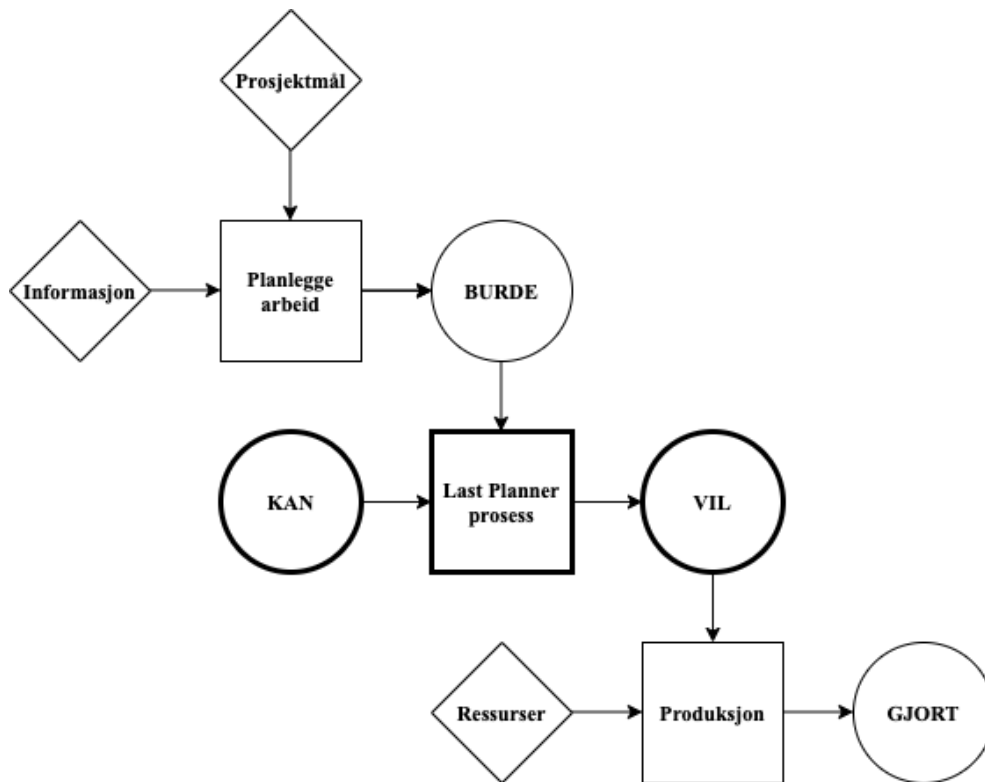 Prosjektmål
Informasjon
Planlegge
arbeid
BURDE
KAN
Last Planner
prosess
VIL
Ressurser
Produksjon
GJORT